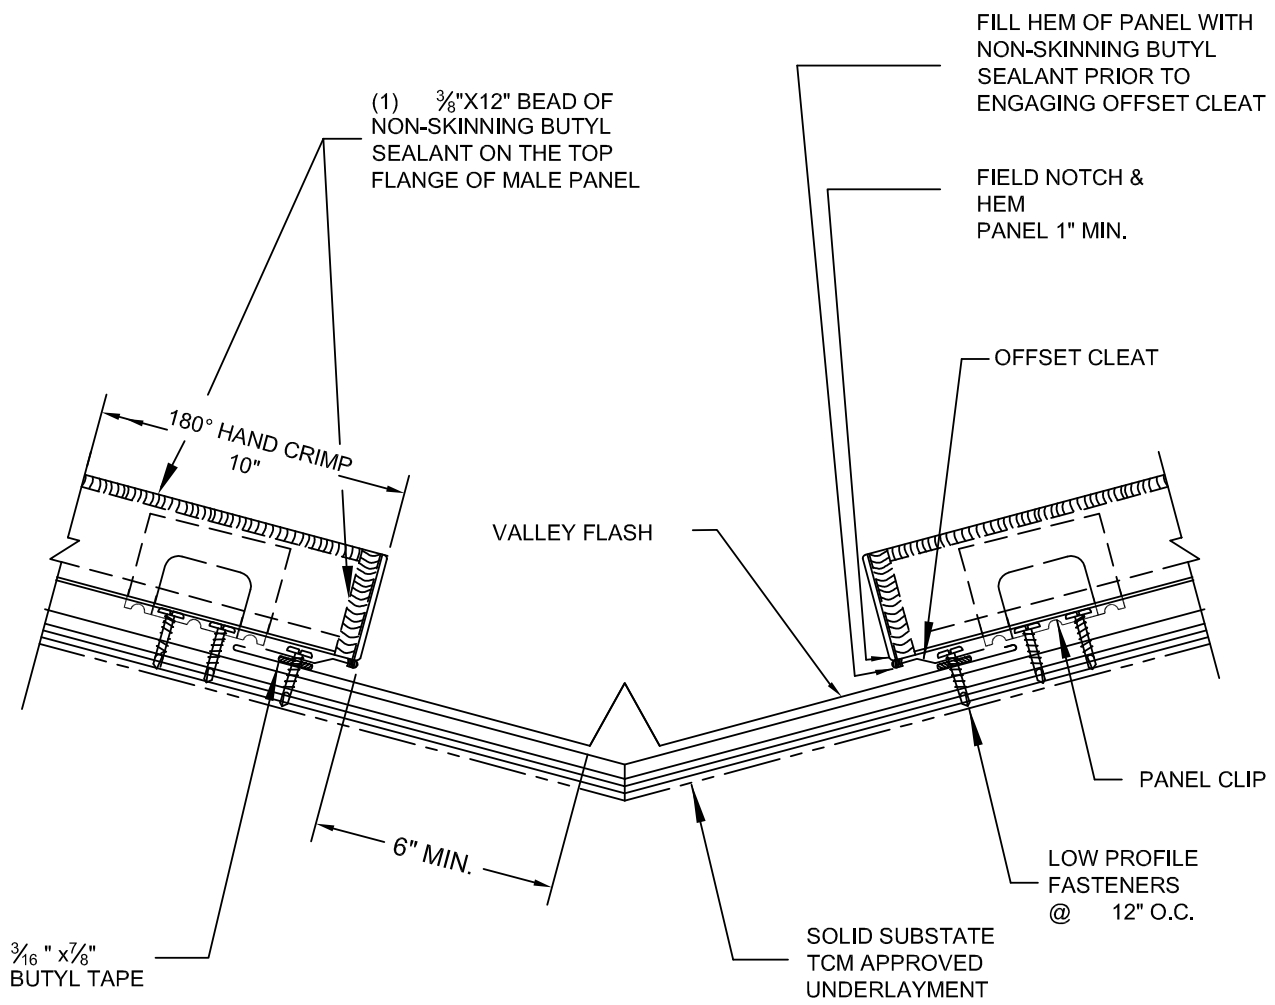 FILL HEM OF PANEL WITH
NON-SKINNING BUTYL
SEALANT PRIOR TO
ENGAGING OFFSET CLEAT
(1) ⅜"X12" BEAD OF
NON-SKINNING BUTYL
SEALANT ON THE TOP
FLANGE OF MALE PANEL
FIELD NOTCH &
HEM
PANEL 1" MIN.
OFFSET CLEAT
180° HAND CRIMP
10"
VALLEY FLASH
PANEL CLIP
6" MIN.
LOW PROFILE
FASTENERS
@ 12" O.C.
3/16 " x⅞"
BUTYL TAPE
SOLID SUBSTATE
TCM APPROVED
UNDERLAYMENT